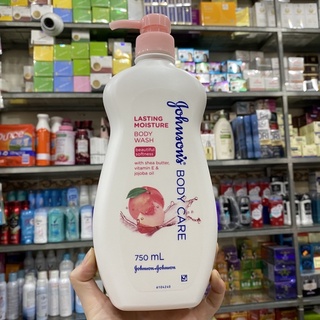 LASTING
MOISTURE
BODY
WASH
beautiful
softness
with shea butter,
vitamin E &
jojoba oil
Johnson's BODY CARE
750 mL
Johnson & Johnson